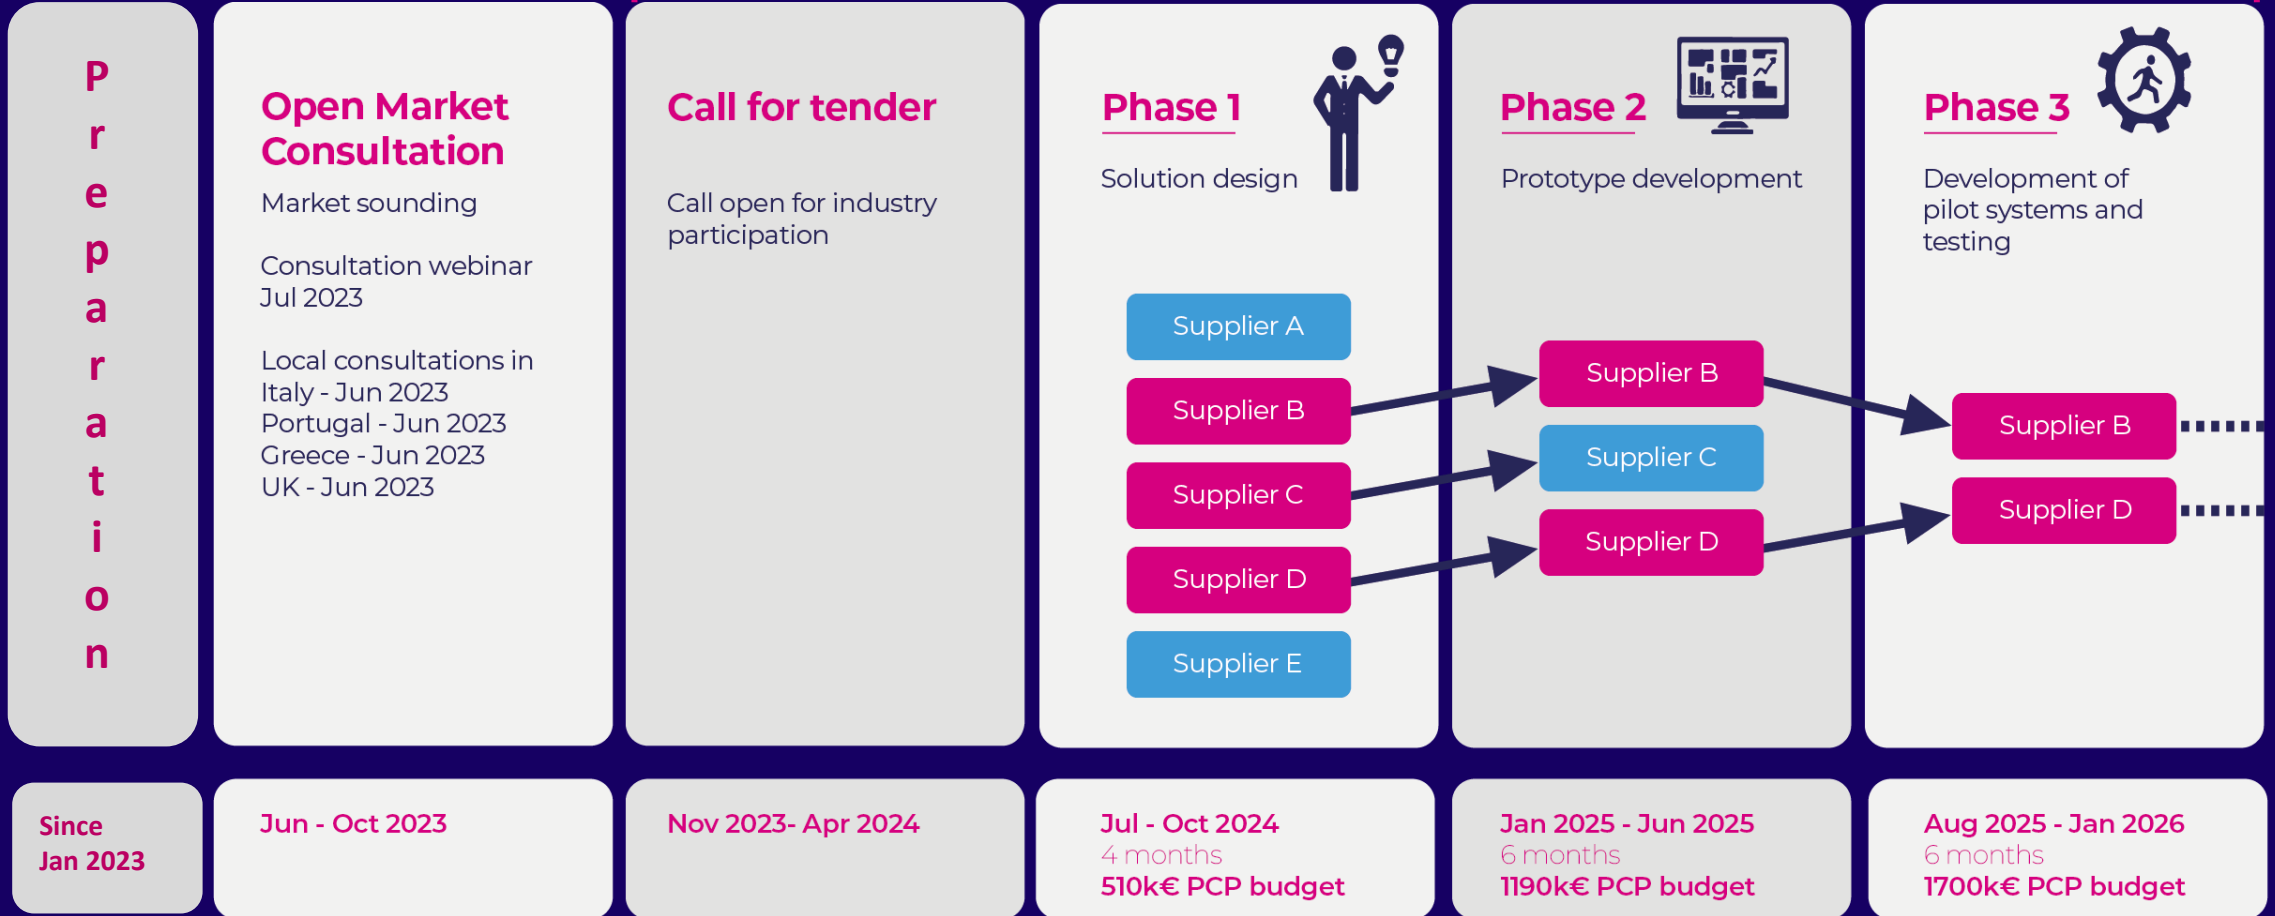 Preparation
Open Market
Consultation
Market sounding
Consultation webinar
Jul 2023
Local consultations in
Italy - Jun 2023
Portugal - Jun 2023
Greece - Jun 2023
UK - Jun 2023
Call for tender
Call open for industry
participation
Phase 1
Solution design
Supplier A
Supplier B
Supplier C
Supplier D
Supplier E
Phase 2
Prototype development
Supplier B
Supplier C
Supplier D
Phase 3
Development of
pilot systems and
testing
Supplier B
Supplier D
Since
Jan 2023
Jun - Oct 2023
Nov 2023- Apr 2024
Jul - Oct 2024
4 months
510k€ PCP budget
Jan 2025 - Jun 2025
6 months
1190k€ PCP budget
Aug 2025 - Jan 2026
6 months
1700k€ PCP budget